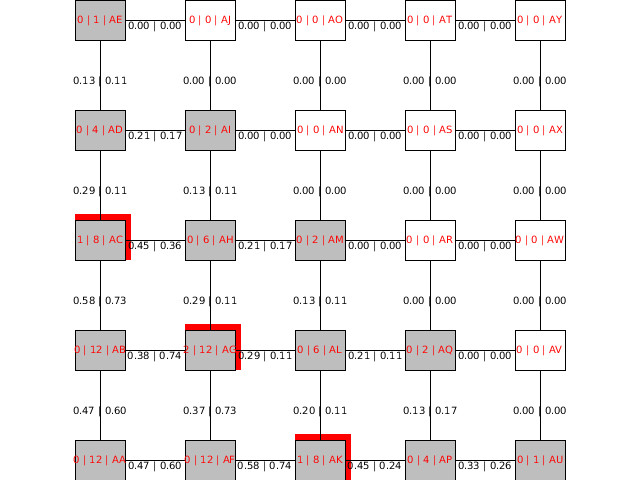 0 | 1 | AE 0.00 | 0.00 0 | 0 | AJ 0.00 | 0.00 0 | 0 | AO 0.00 | 0.00 0 | 0 | AT 0.00 | 0.00 0 | 0 | AY
0.13 | 0.11 0.00 | 0.00 0.00 | 0.00 0.00 | 0.00 0.00 | 0.00
0 | 4 | AD 0.21 | 0.17 0 | 2 | AI 0.00 | 0.00 0 | 0 | AN 0.00 | 0.00 0 | 0 | AS 0.00 | 0.00 0 | 0 | AX
0.29 | 0.11 0.13 | 0.11 0.00 | 0.00 0.00 | 0.00 0.00 | 0.00
1 | 8 | AC 0.45 | 0.36 0 | 6 | AH 0.21 | 0.17 0 | 2 | AM 0.00 | 0.00 0 | 0 | AR 0.00 | 0.00 0 | 0 | AW
0.58 | 0.73 0.29 | 0.11 0.13 | 0.11 0.00 | 0.00 0.00 | 0.00
0 | 12 | AB 0.38 | 0.74 2 | 12 | AG 0.29 | 0.11 0 | 6 | AL 0.21 | 0.11 0 | 2 | AQ 0.00 | 0.00 0 | 0 | AV
0.47 | 0.60 0.37 | 0.73 0.20 | 0.11 0.13 | 0.17 0.00 | 0.00
0 | 12 | AA 0.47 | 0.60 0 | 12 | AF 0.58 | 0.74 1 | 8 | AK 0.45 | 0.24 0 | 4 | AP 0.33 | 0.26 0 | 1 | AU